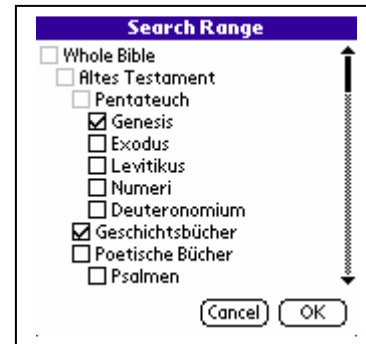 Search Range
Whole Bible
Altes Testament
Pentateuch
Genesis
Exodus
Levitikus
Numeri
Deuteronomium
Geschichtsbücher
Poetische Bücher
Psalmen
Cancel OK